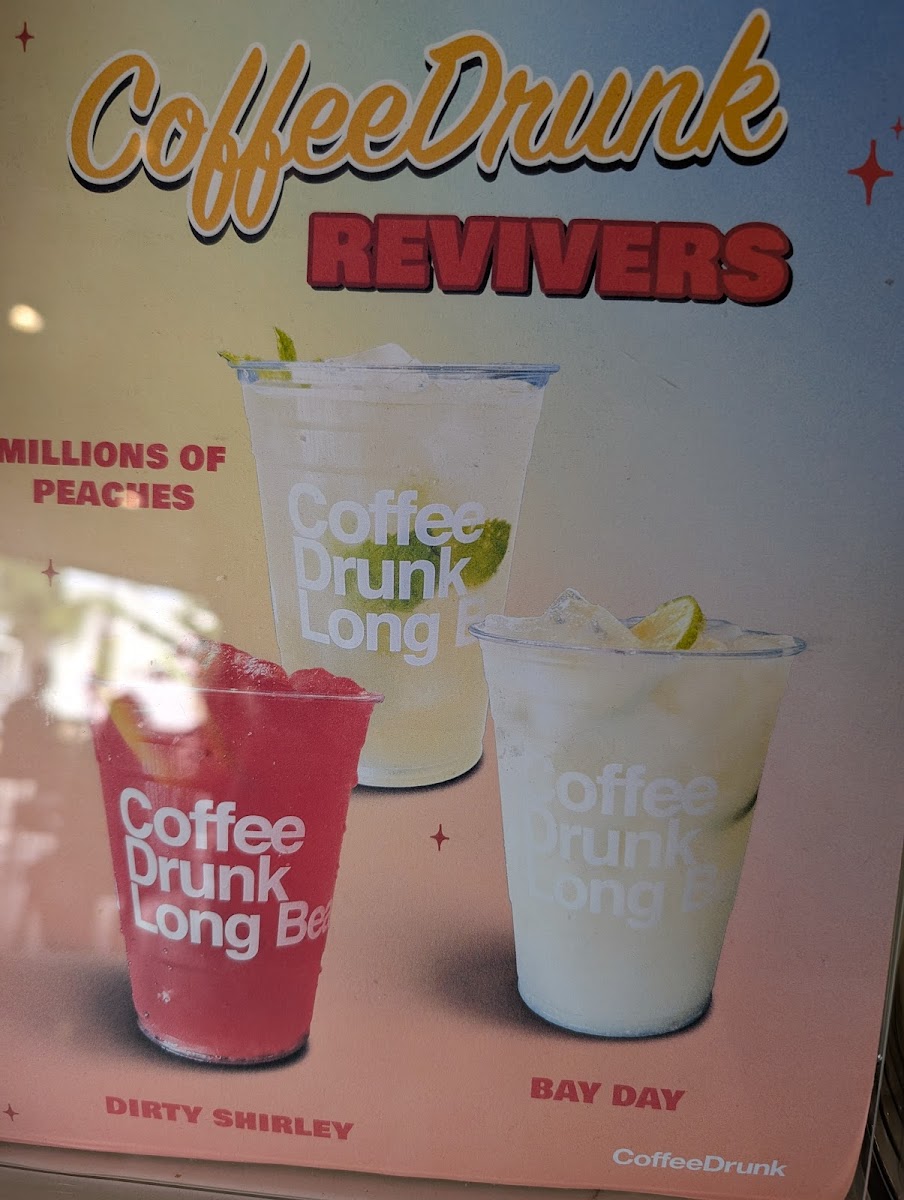 CoffeeDrunk
REVIVERS
MILLIONS OF
PEACHES
Coffee
Drunk
Long B
Coffee
Drunk
Long Bea
Coffee
Drunk
Long B
DIRTY SHIRLEY
BAY DAY
CoffeeDrunk